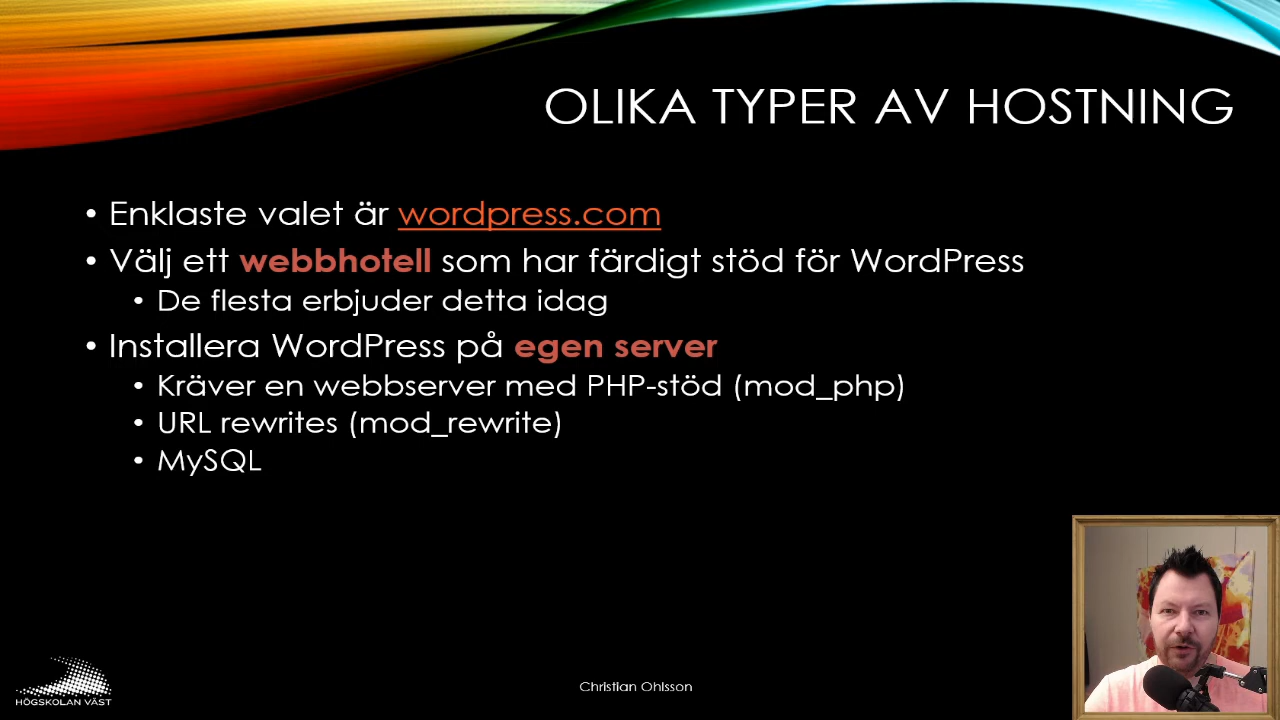 OLIKA TYPER AV HOSTNING
• Enklaste valet är wordpress.com
• Välj ett webbhotell som har färdigt stöd för WordPress
• De flesta erbjuder detta idag
• Installera WordPress på egen server
• Kräver en webbserver med PHP-stöd (mod_php)
• URL rewrites (mod_rewrite)
• MySQL
Christian Ohlsson
HÖGSKOLAN VÄST